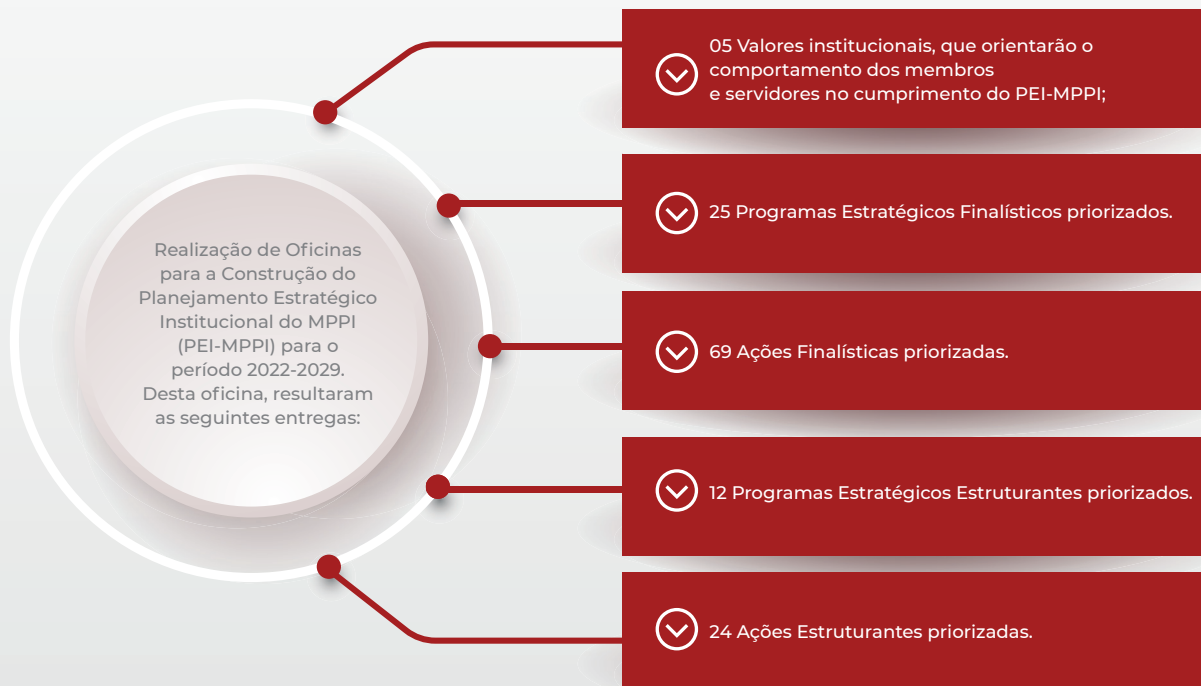 Realização de Oficinas
para a Construção do
Planejamento Estratégico
Institucional do MPPI
(PEI-MPPI) para o
período 2022-2029.
Desta oficina, resultaram
as seguintes entregas:
05 Valores institucionais, que orientarão o
comportamento dos membros
e servidores no cumprimento do PEI-MPPI;
25 Programas Estratégicos Finalísticos priorizados.
69 Ações Finalísticas priorizadas.
12 Programas Estratégicos Estruturantes priorizados.
24 Ações Estruturantes priorizadas.